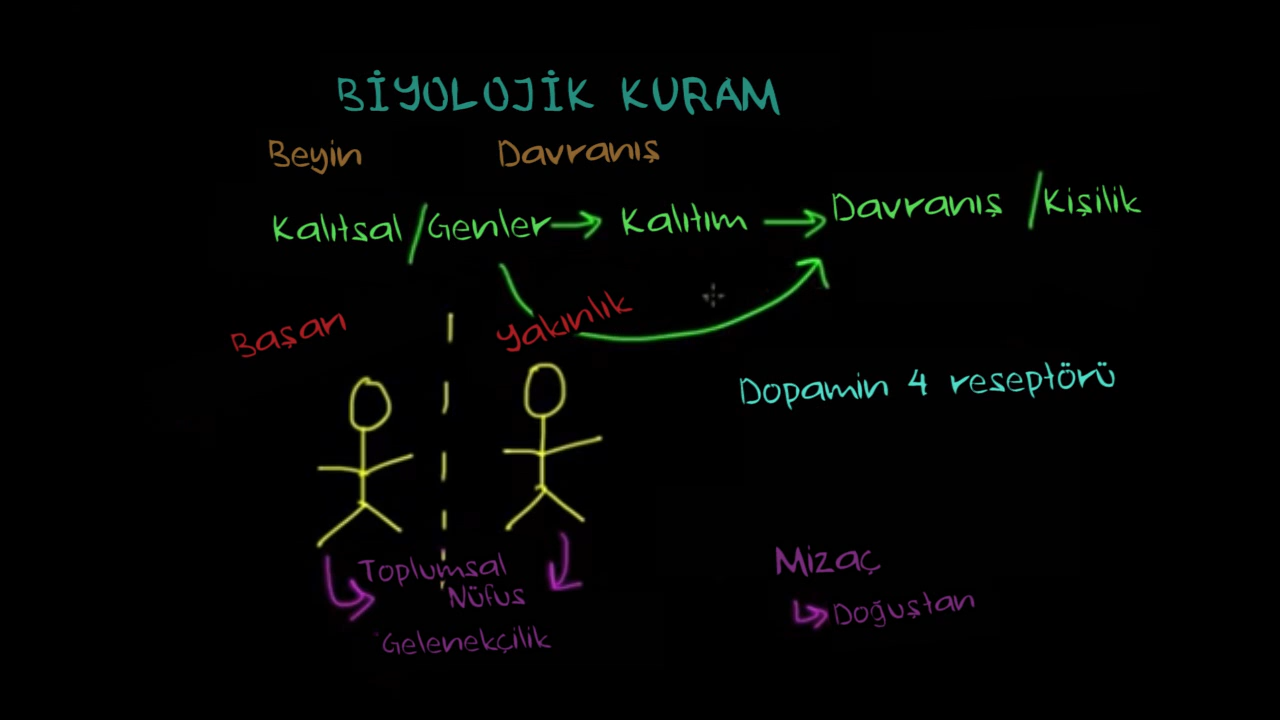 BİYOLOJİK KURAM
Beyin Davranış
Kalıtsal / Genler → Kalıtım → Davranış / Kişilik
Başarı Yakınlık
Dopamin 4 reseptörü
Toplumsal
Nüfus
Gelenekçilik
Mizaç
Doğuştan